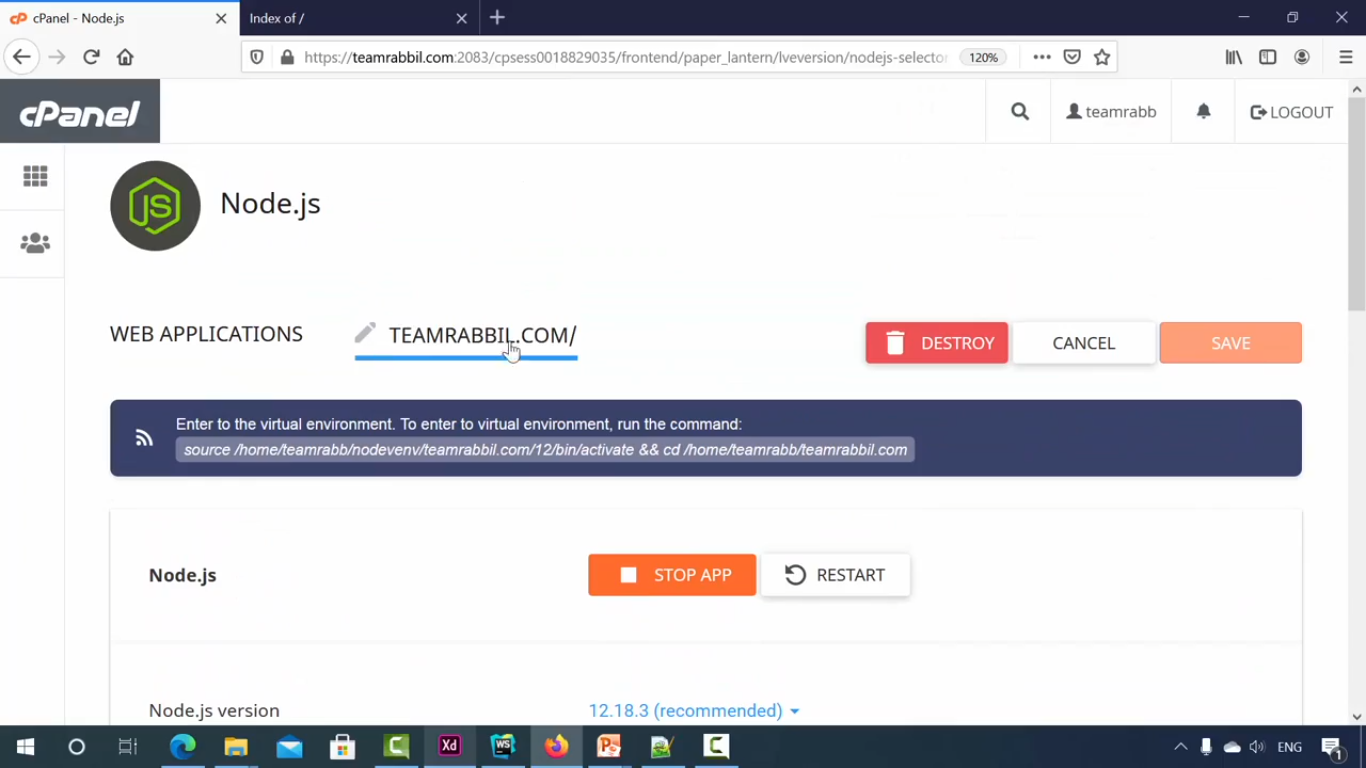 cPanel - Node.js
Index of /
https://teamrabbil.com:2083/cpsess0018829035/frontend/paper_lantern/lveversion/nodejs-selector
120%
cPanel
teamrabb
LOGOUT
JS
Node.js
WEB APPLICATIONS
TEAMRABBIL.COM/
DESTROY
CANCEL
SAVE
Enter to the virtual environment. To enter to virtual environment, run the command:
source /home/teamrabb/nodevenv/teamrabbil.com/12/bin/activate && cd /home/teamrabb/teamrabbil.com
Node.js
STOP APP
RESTART
Node.js version
12.18.3 (recommended)
Xd
WS
ENG
1